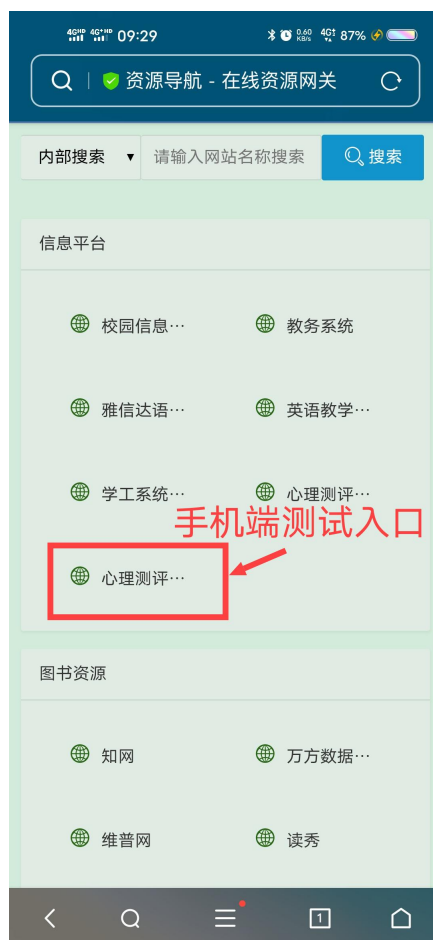 4GHD 4G+HD 09:29 0.60 KB/s 4G‡ 87%
资源导航 - 在线资源网关
内部搜索 ▼ 请输入网站名称搜索 搜索
信息平台
校园信息… 教务系统
雅信达语… 英语教学…
学工系统… 心理测评…
手机端测试入口
心理测评…
图书资源
知网 万方数据…
维普网 读秀
1